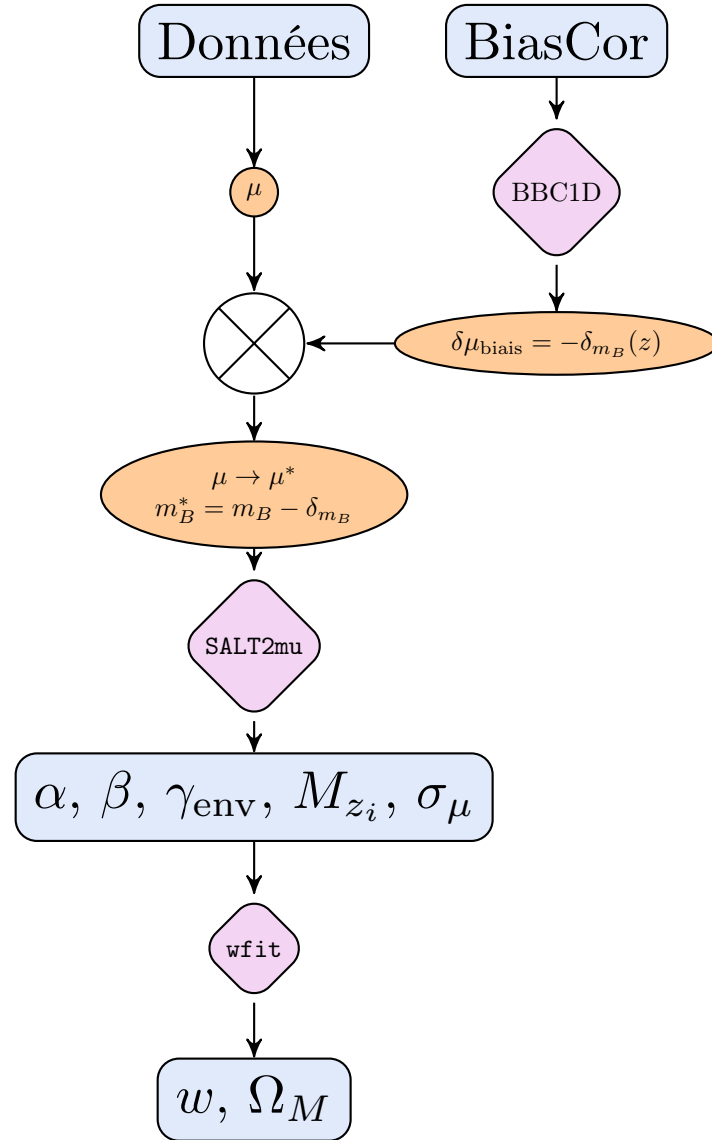 Données
BiasCor
μ
BBC1D
δμ_biais = −δ_{m_B}(z)
μ → μ*
m*_B = m_B − δ_{m_B}
SALT2mu
α, β, γ_env, M_{z_i}, σ_μ
wfit
w, Ω_M